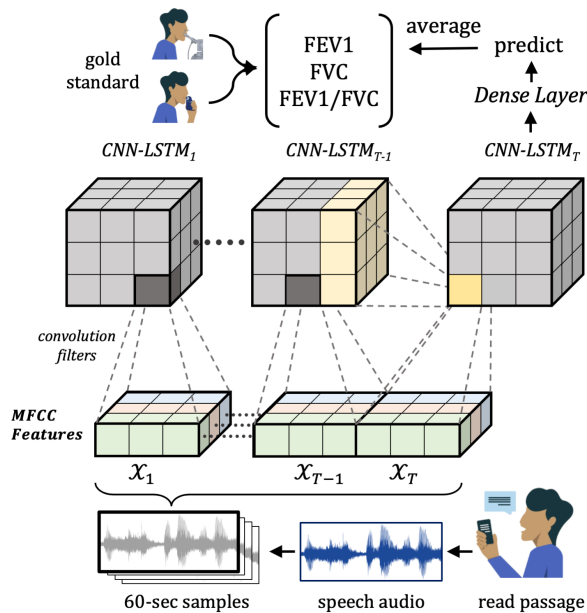 gold
standard
FEV1
FVC
FEV1/FVC
average
predict
Dense Layer
CNN-LSTM1
CNN-LSTMT-1
CNN-LSTMT
convolution
filters
MFCC
Features
X1
XT−1
XT
60-sec samples
speech audio
read passage